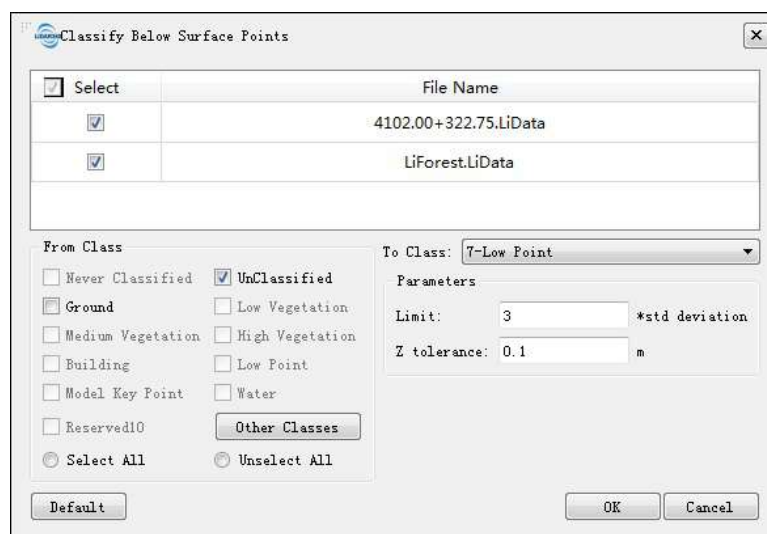 Classify Below Surface Points
Select File Name
4102.00+322.75.LiData
LiForest.LiData
From Class
To Class: 7-Low Point
Never Classified UnClassified
Parameters
Ground Low Vegetation
Limit: 3 *std deviation
Medium Vegetation High Vegetation
Z tolerance: 0.1 m
Building Low Point
Model Key Point Water
Reserved10 Other Classes
Select All Unselect All
Default OK Cancel